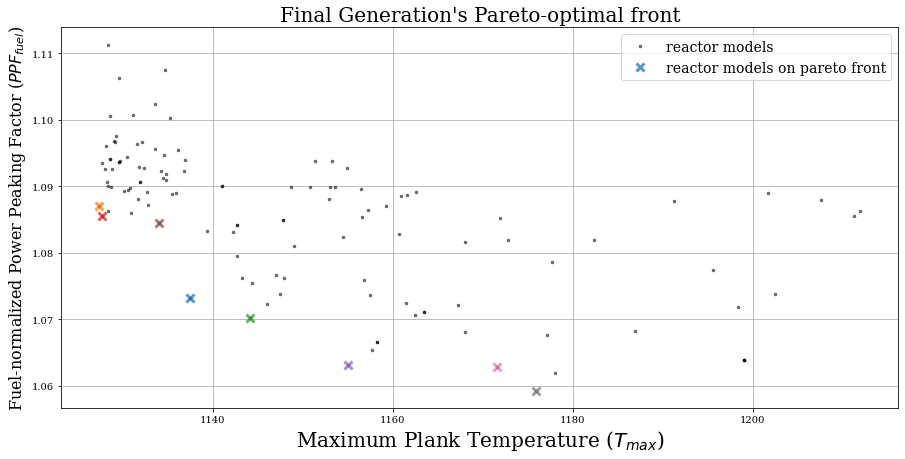 Final Generation's Pareto-optimal front
Fuel-normalized Power Peaking Factor (PPF_fuel)
1.11
1.10
1.09
1.08
1.07
1.06
reactor models
reactor models on pareto front
1140
1160
1180
1200
Maximum Plank Temperature (T_max)